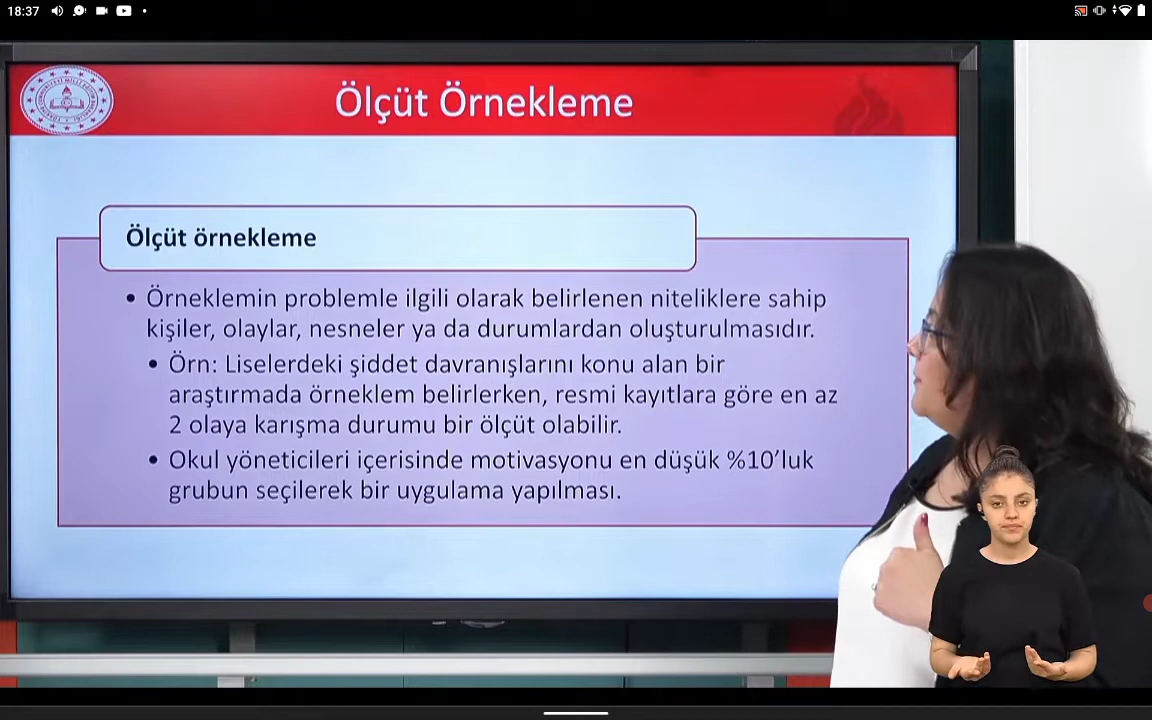 18:37
Ölçüt Örnekleme
Ölçüt örnekleme
• Örneklemin problemle ilgili olarak belirlenen niteliklere sahip
kişiler, olaylar, nesneler ya da durumlardan oluşturulmasıdır.
• Örn: Liselerdeki şiddet davranışlarını konu alan bir
araştırmada örneklem belirlerken, resmi kayıtlara göre en az
2 olaya karışma durumu bir ölçüt olabilir.
• Okul yöneticileri içerisinde motivasyonu en düşük %10’luk
grubun seçilerek bir uygulama yapılması.